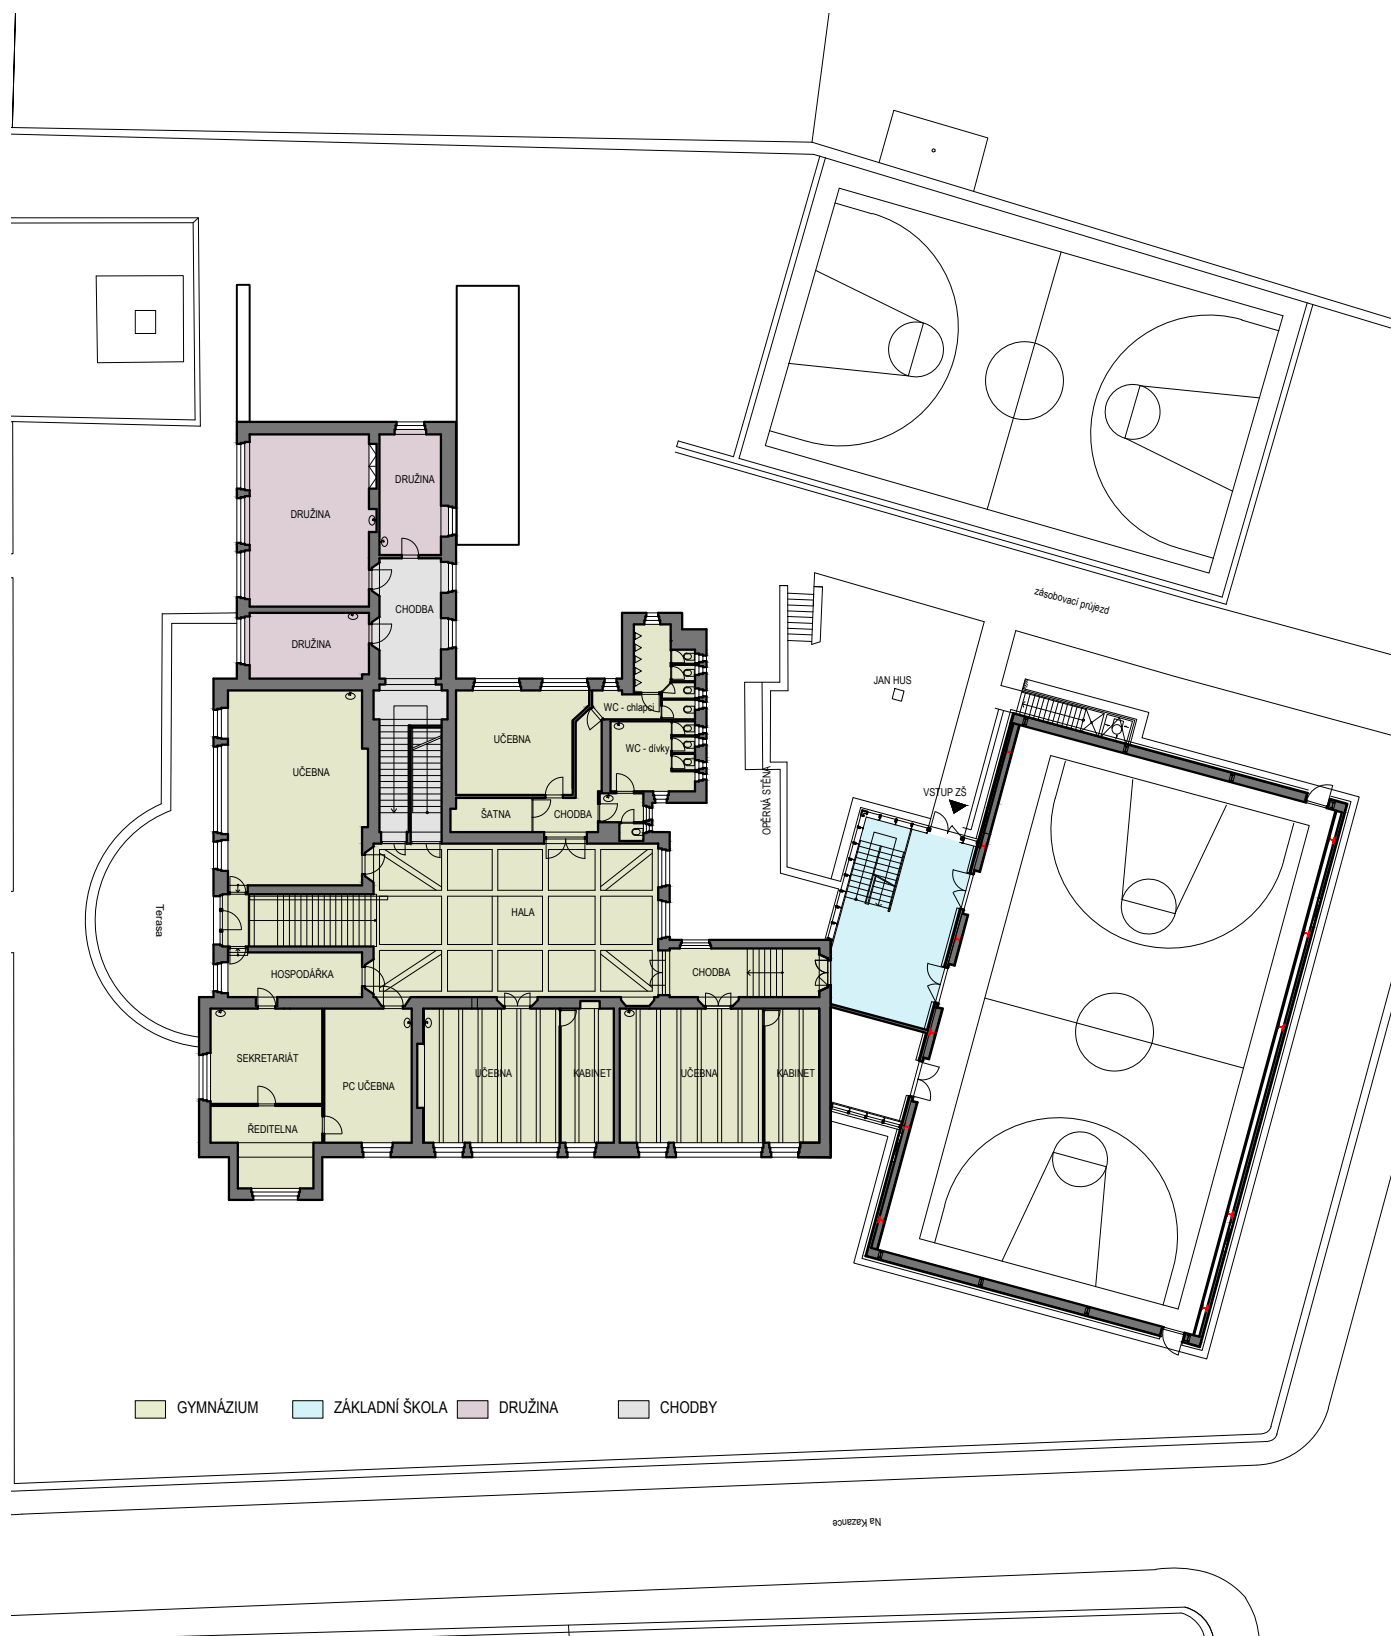 DRUŽINA
DRUŽINA
CHODBA
zásobovací průjezd
DRUŽINA
JAN HUS
WC - chlapci
UČEBNA
WC - dívky
UČEBNA
OPĚRNÁ STĚNA
VSTUP ZŠ
ŠATNA
CHODBA
Terasa
HALA
HOSPODÁŘKA
CHODBA
SEKRETARIÁT
PC UČEBNA
UČEBNA
KABINET
UČEBNA
KABINET
ŘEDITELNA
GYMNÁZIUM
ZÁKLADNÍ ŠKOLA
DRUŽINA
CHODBY
Na Kazance